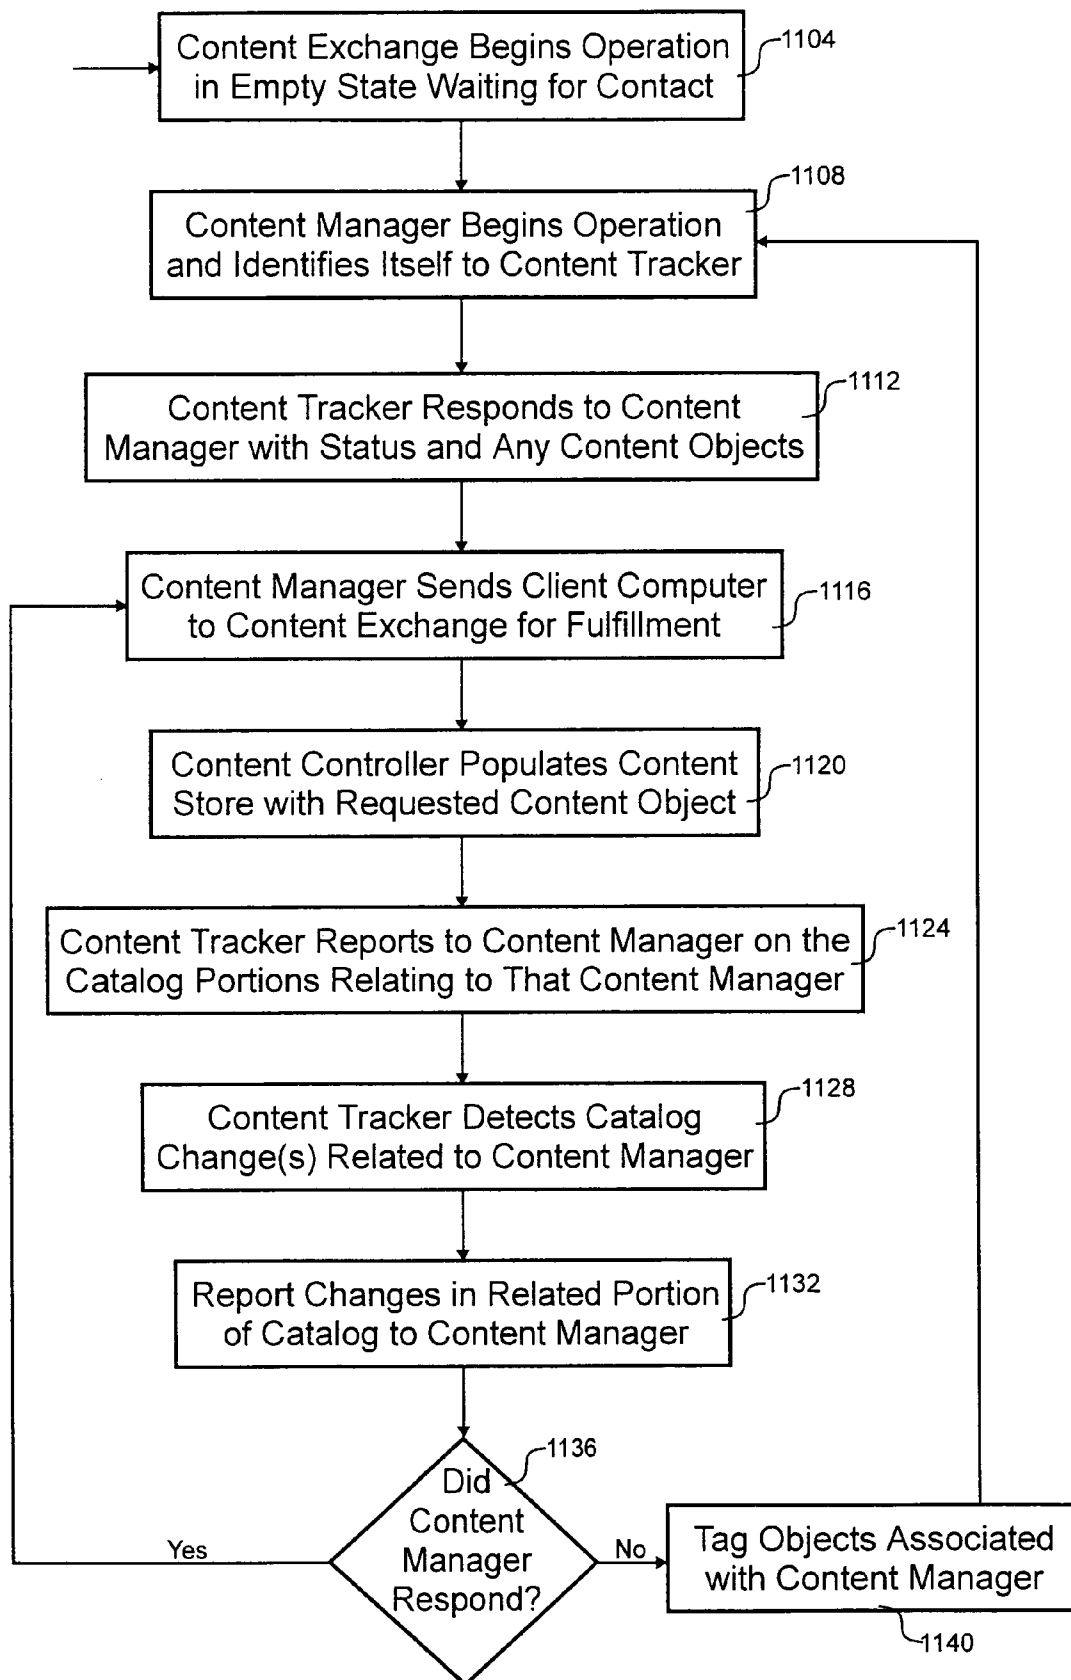 Content Exchange Begins Operation
in Empty State Waiting for Contact
1104
Content Manager Begins Operation
and Identifies Itself to Content Tracker
1108
Content Tracker Responds to Content
Manager with Status and Any Content Objects
1112
Content Manager Sends Client Computer
to Content Exchange for Fulfillment
1116
Content Controller Populates Content
Store with Requested Content Object
1120
Content Tracker Reports to Content Manager on the
Catalog Portions Relating to That Content Manager
1124
Content Tracker Detects Catalog
Change(s) Related to Content Manager
1128
Report Changes in Related Portion
of Catalog to Content Manager
1132
Did
Content
Manager
Respond?
1136
Yes
No
Tag Objects Associated
with Content Manager
1140